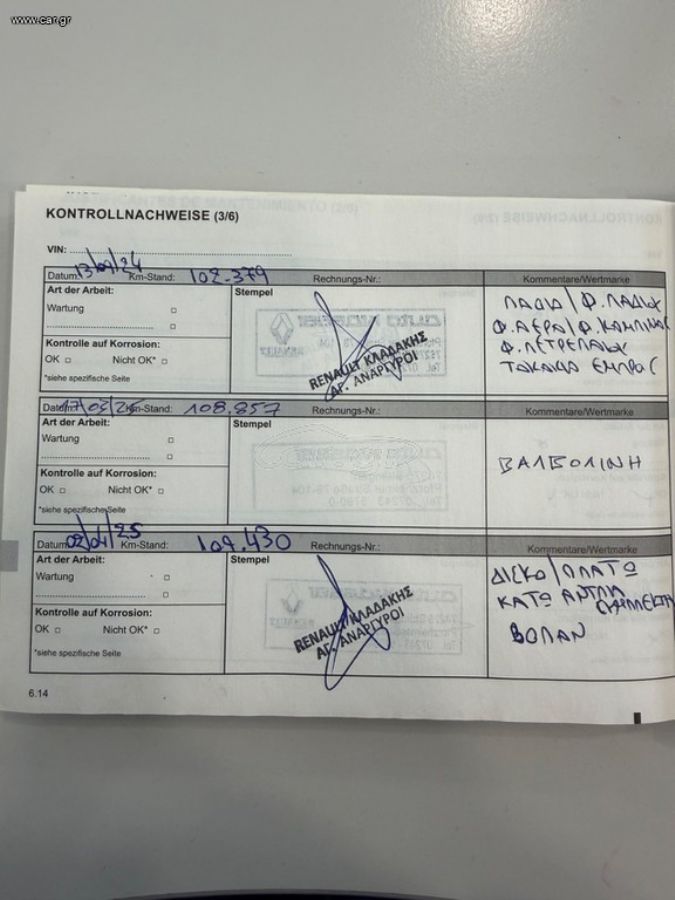 www.car.gr
KONTROLLNACHWEISE (3/6)
VIN:
Datum: 13/09/24 Km-Stand: 102.379 Rechnungs-Nr.: Kommentare/Wertmarke
Art der Arbeit: Stempel
Wartung
Kontrolle auf Korrosion:
OK □ Nicht OK* □
*siehe spezifische Seite
RENAULT ΚΛΑΔΑΚΗΣ
ΑΓ. ΑΝΑΡΓΥΡΟΙ
ΛΑΔΙΑ / Φ. ΛΑΔΙΟΥ
Φ. ΑΕΡΑ / Φ. ΚΑΜΠΙΝΑΣ
Φ. ΠΕΤΡΕΛΑΙΟΥ
ΤΑΚΑΚΙΑ ΕΜΠΡΟΣ
Datum: 17/03/25 Km-Stand: 108.857 Rechnungs-Nr.: Kommentare/Wertmarke
Art der Arbeit: Stempel
Wartung
Kontrolle auf Korrosion:
OK □ Nicht OK* □
*siehe spezifische Seite
ΒΑΛΒΟΛΙΝΗ
Datum: 02/04/25 Km-Stand: 109.430 Rechnungs-Nr.: Kommentare/Wertmarke
Art der Arbeit: Stempel
Wartung
Kontrolle auf Korrosion:
OK □ Nicht OK* □
*siehe spezifische Seite
RENAULT ΚΛΑΔΑΚΗΣ
ΑΓ. ΑΝΑΡΓΥΡΟΙ
ΔΙΣΚΟ / ΠΛΑΤΩ
ΚΑΤΩ ΑΝΤΛΙΑ
ΒΟΛΑΝ
6.14